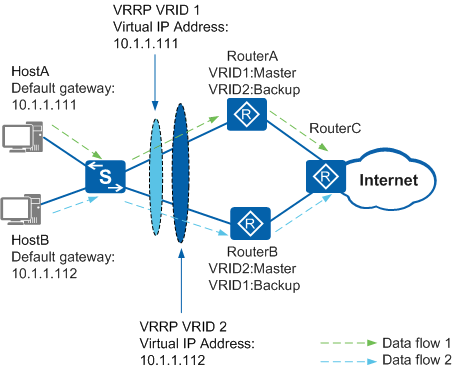 VRRP VRID 1
Virtual IP Address:
10.1.1.111
HostA
Default gateway:
10.1.1.111
RouterA
VRID1:Master
VRID2:Backup
R
RouterC
S
R
Internet
HostB
Default gateway:
10.1.1.112
R
RouterB
VRID2:Master
VRID1:Backup
VRRP VRID 2
Virtual IP Address:
10.1.1.112
Data flow 1
Data flow 2